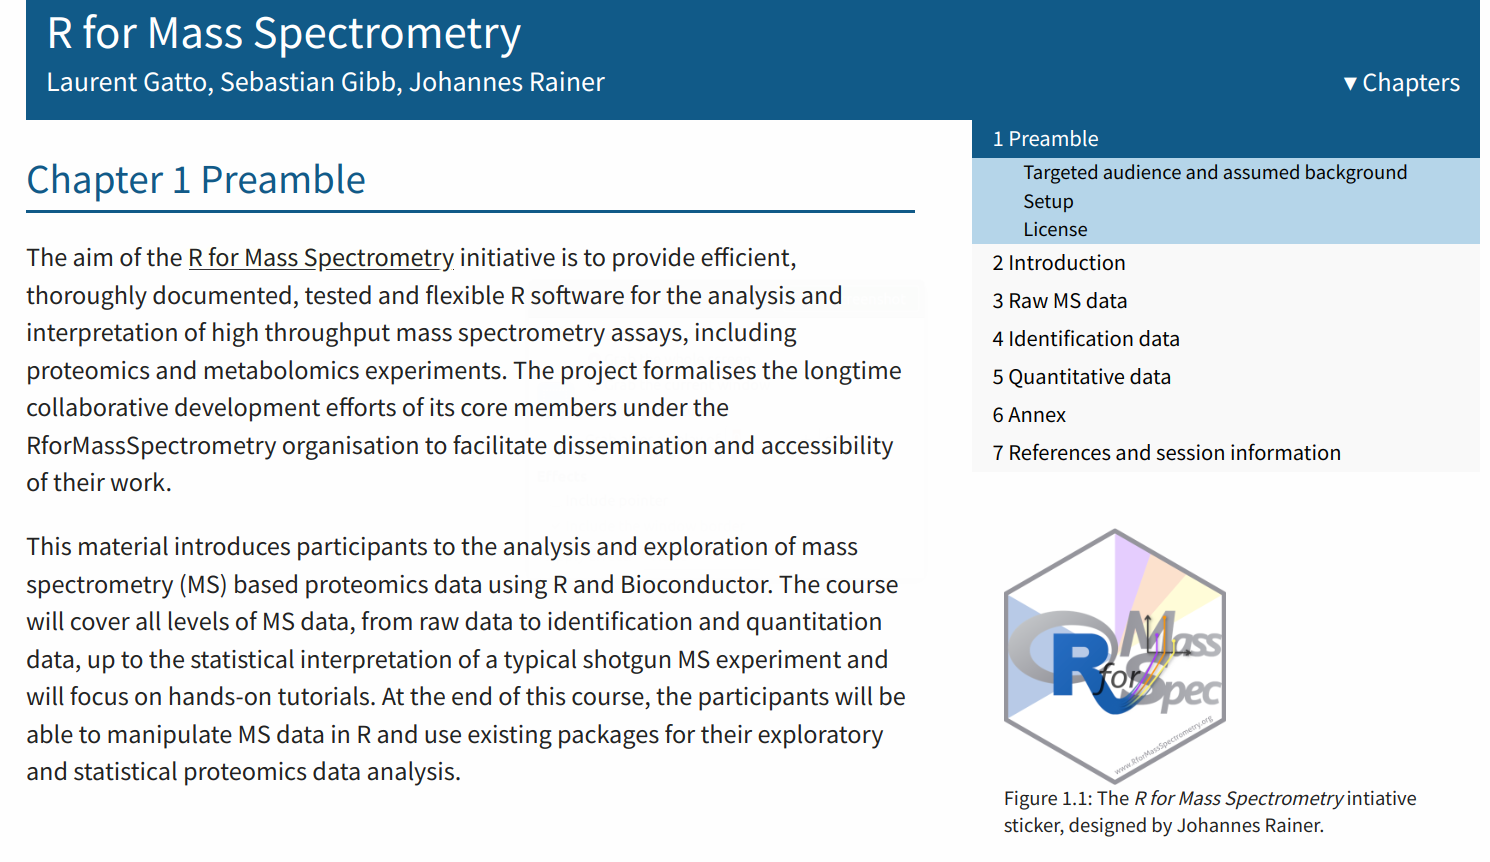 R for Mass Spectrometry
Laurent Gatto, Sebastian Gibb, Johannes Rainer
▼ Chapters
1 Preamble
Targeted audience and assumed background
Setup
License
2 Introduction
3 Raw MS data
4 Identification data
5 Quantitative data
6 Annex
7 References and session information
Chapter 1 Preamble
The aim of the R for Mass Spectrometry initiative is to provide efficient,
thoroughly documented, tested and flexible R software for the analysis and
interpretation of high throughput mass spectrometry assays, including
proteomics and metabolomics experiments. The project formalises the longtime
collaborative development efforts of its core members under the
RforMassSpectrometry organisation to facilitate dissemination and accessibility
of their work.
This material introduces participants to the analysis and exploration of mass
spectrometry (MS) based proteomics data using R and Bioconductor. The course
will cover all levels of MS data, from raw data to identification and quantitation
data, up to the statistical interpretation of a typical shotgun MS experiment and
will focus on hands-on tutorials. At the end of this course, the participants will be
able to manipulate MS data in R and use existing packages for their exploratory
and statistical proteomics data analysis.
R for Mass Spec
www.RforMassSpectrometry.org
Figure 1.1: The R for Mass Spectrometry intiative
sticker, designed by Johannes Rainer.